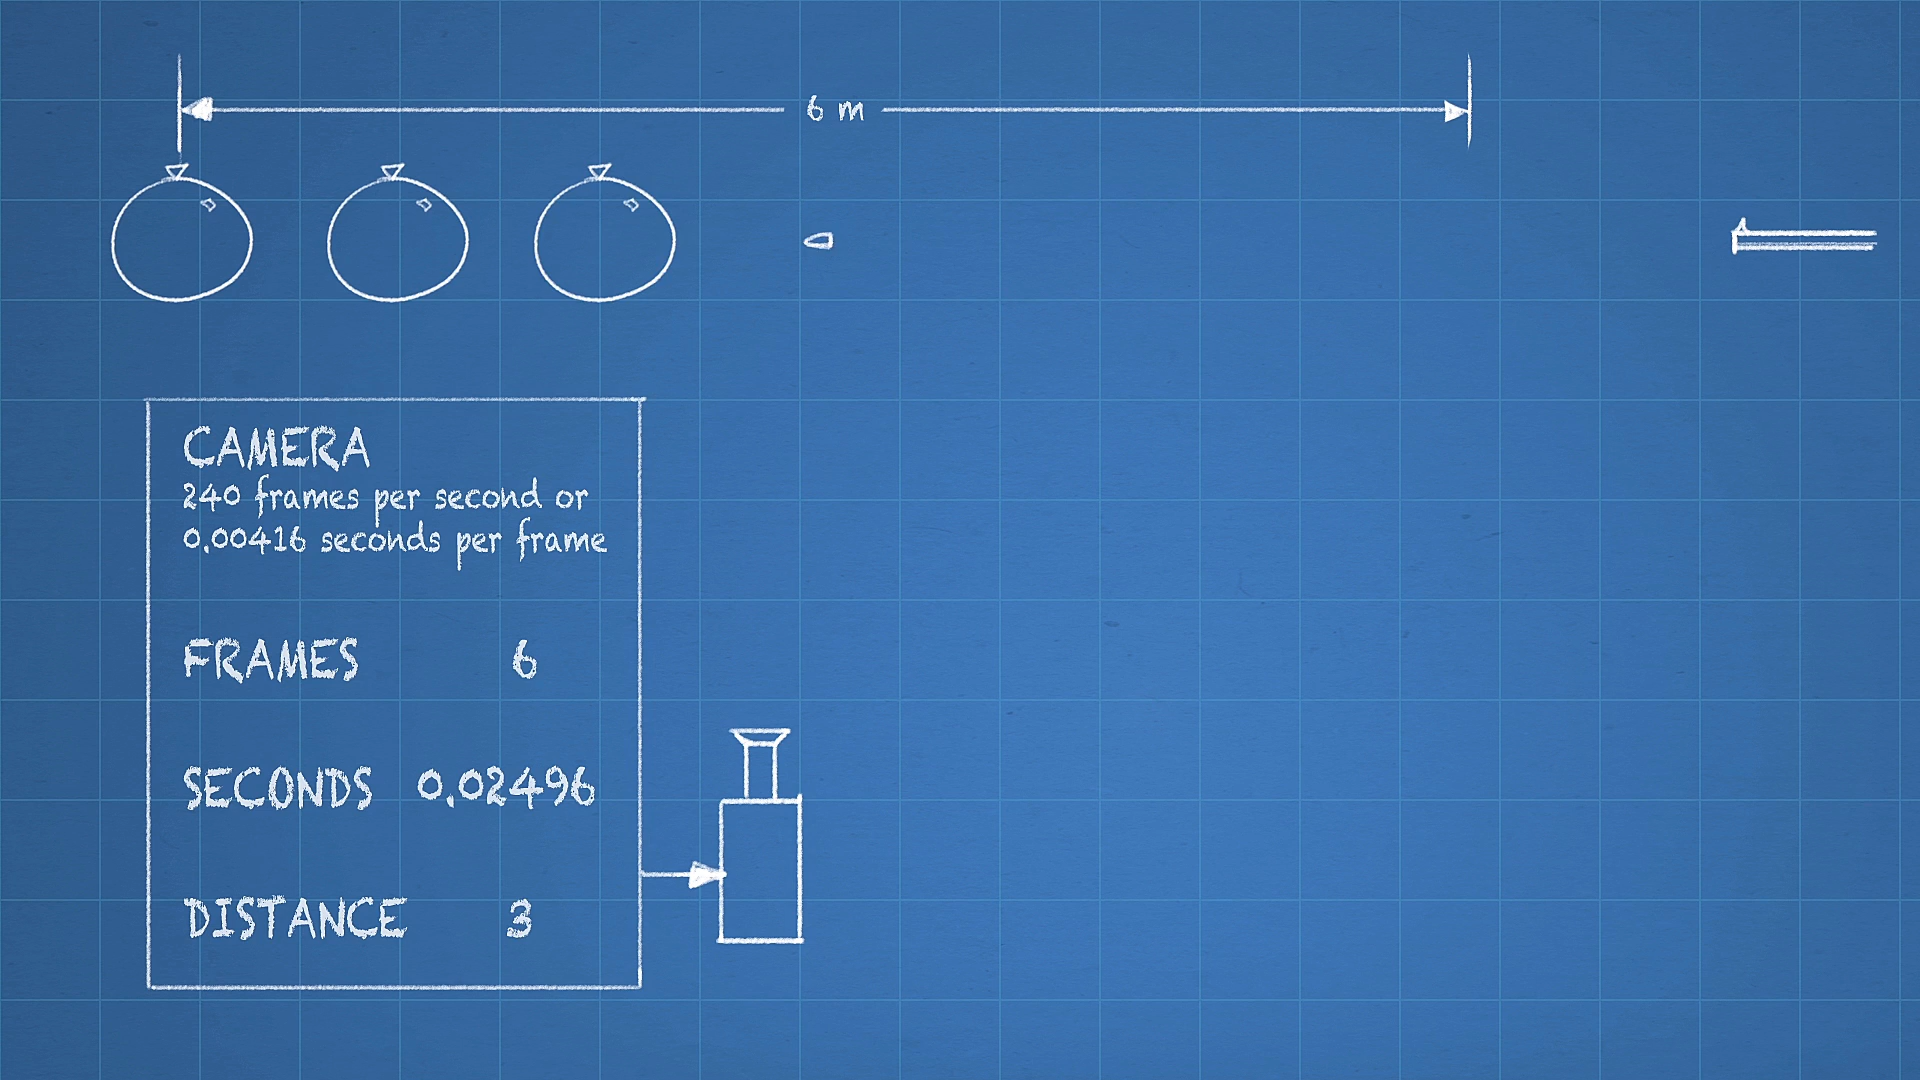 6 m
CAMERA
240 frames per second or
0.00416 seconds per frame
FRAMES 6
SECONDS 0.02496
DISTANCE 3